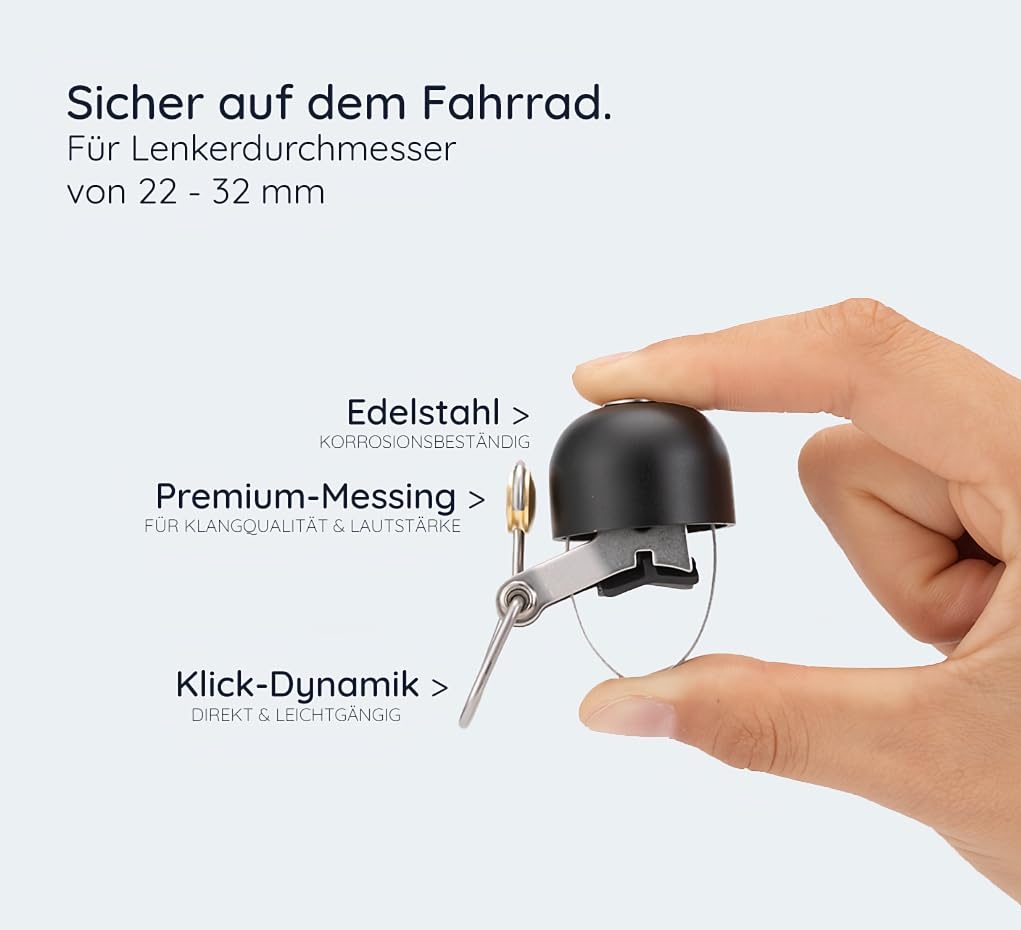 Sicher auf dem Fahrrad.
Für Lenkerdurchmesser
von 22 - 32 mm
Edelstahl >
KORROSIONSBESTÄNDIG
Premium-Messing >
FÜR KLANGQUALITÄT & LAUTSTÄRKE
Klick-Dynamik >
DIREKT & LEICHTGÄNGIG